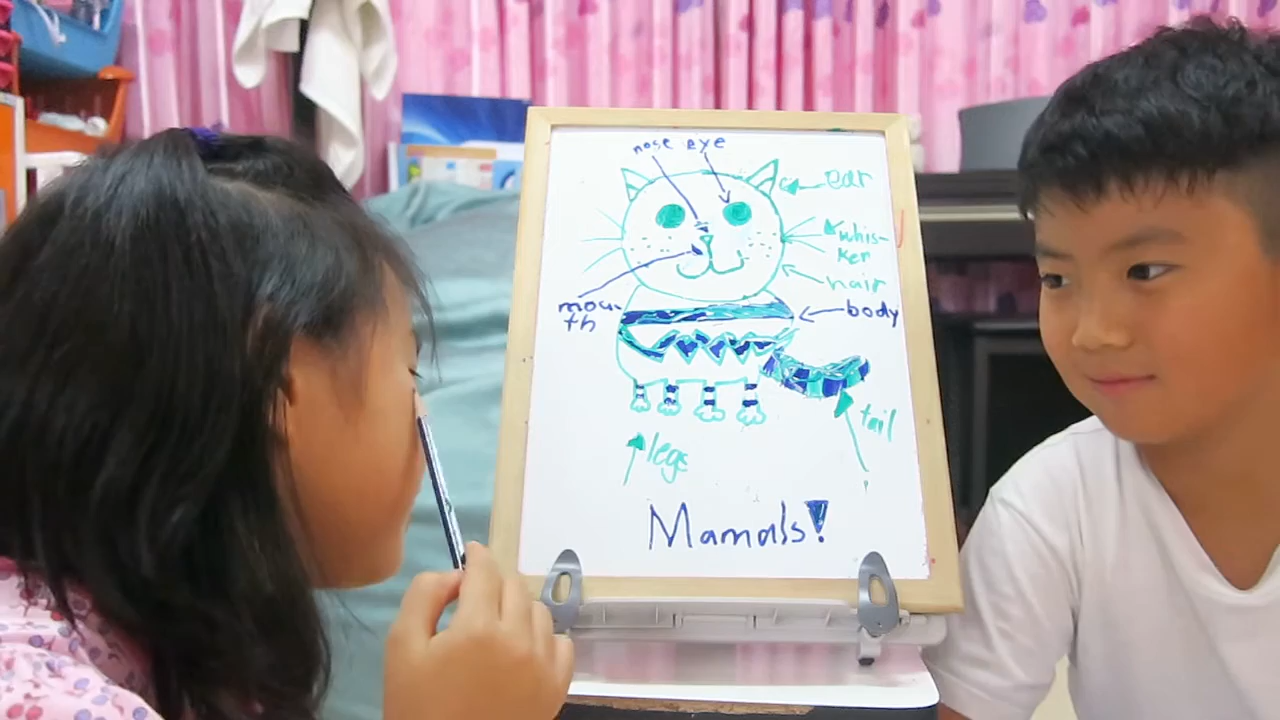 nose eye
ear
whis-
ker
hair
mou-
th
body
tail
legs
Mamals!